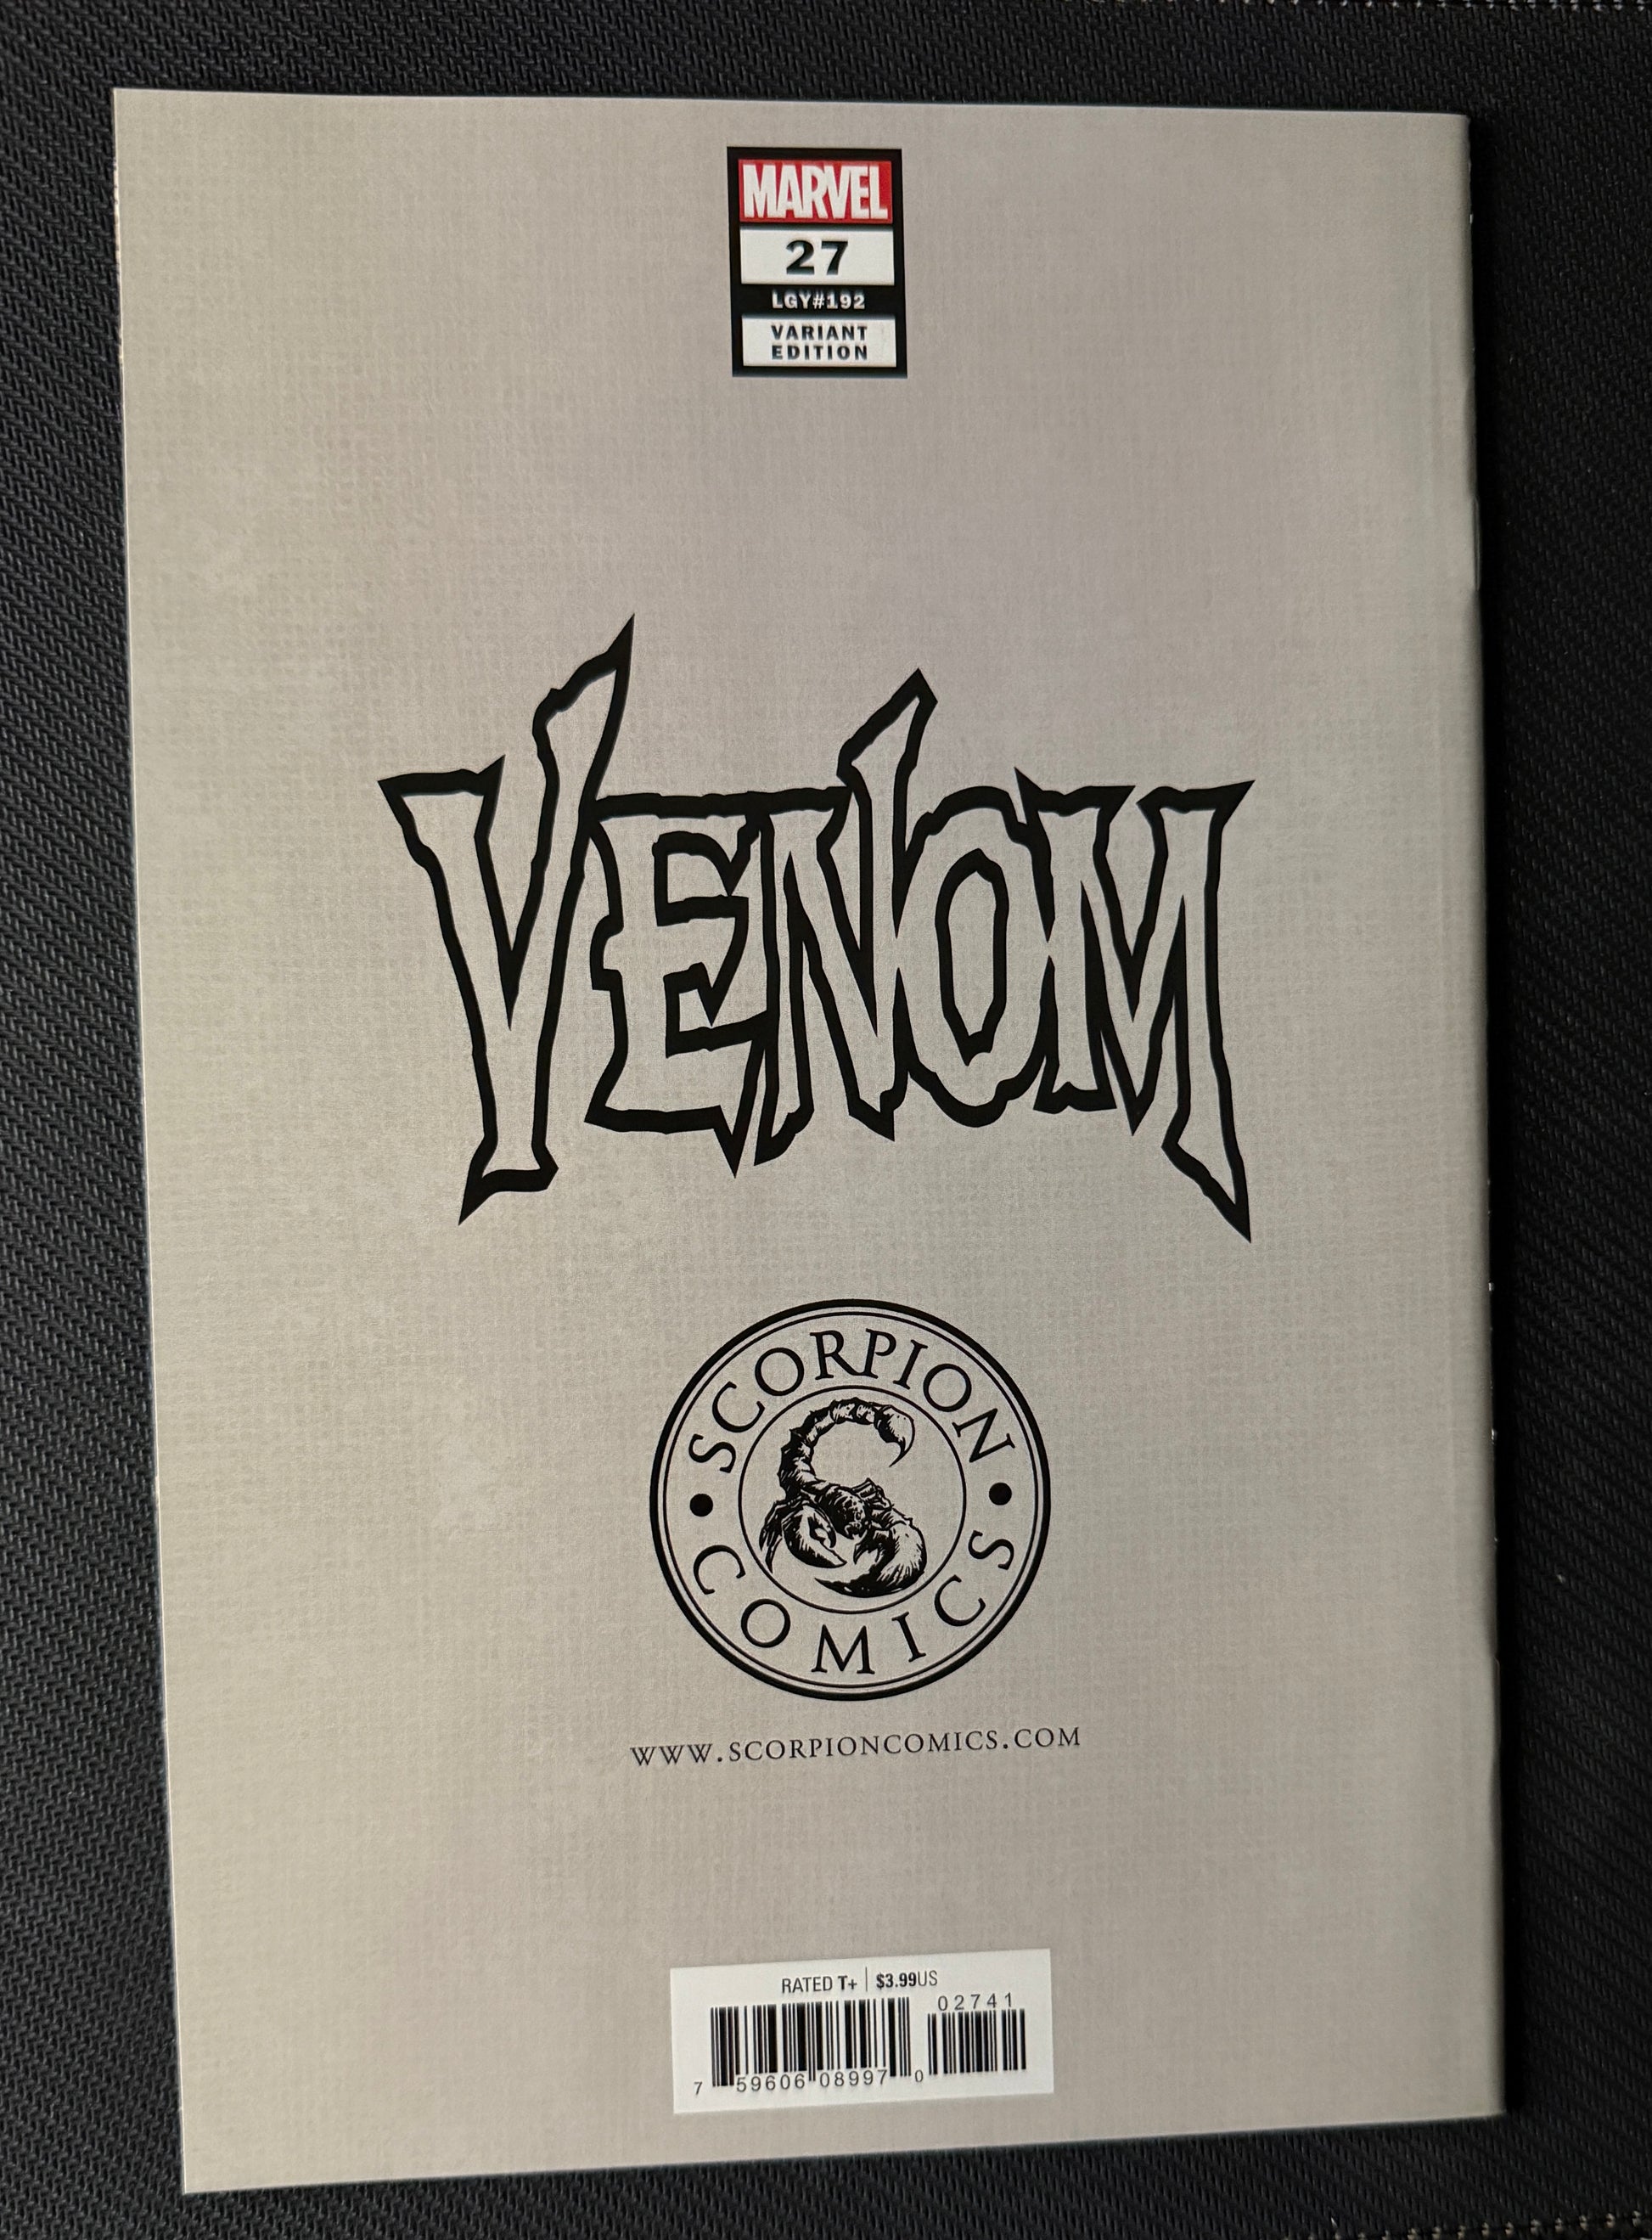 MARVEL
27
LGY#192
VARIANT
EDITION
VENOM
SCORPION
COMICS
WWW.SCORPIONCOMICS.COM
RATED T+ | $3.99US
02741
7 59606 08997 0